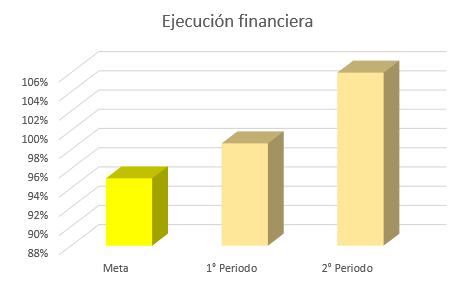 Ejecución financiera
106%
104%
102%
100%
98%
96%
94%
92%
90%
88%
Meta
1° Periodo
2° Periodo